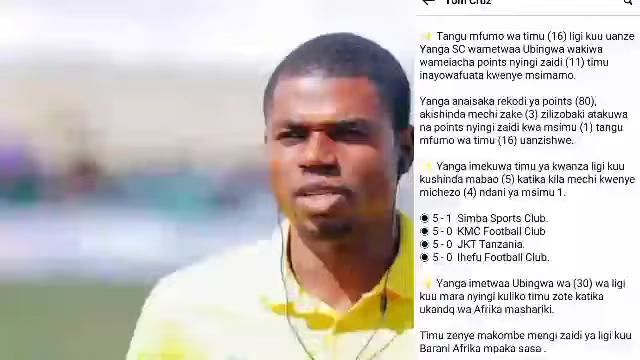 Tom Cruz
Tangu mfumo wa timu (16) ligi kuu uanze
Yanga SC wametwaa Ubingwa wakiwa
wameiacha points nyingi zaidi (11) timu
inayowafuata kwenye msimamo.
Yanga anaisaka rekodi ya points (80),
akishinda mechi zake (3) zilizobaki atakuwa
na points nyingi zaidi kwa msimu (1) tangu
mfumo wa timu (16) uanzishwe.
Yanga imekuwa timu ya kwanza ligi kuu
kushinda mabao (5) katika kila mechi kwenye
michezo (4) ndani ya msimu 1.
◉ 5 - 1 Simba Sports Club.
◉ 5 - 0 KMC Football Club
◉ 5 - 0 JKT Tanzania.
◉ 5 - 0 Ihefu Football Club.
Yanga imetwaa Ubingwa wa (30) wa ligi
kuu mara nyingi kuliko timu zote katika
ukandq wa Afrika mashariki.
Timu zenye makombe mengi zaidi ya ligi kuu
Barani Afrika mpaka sasa .